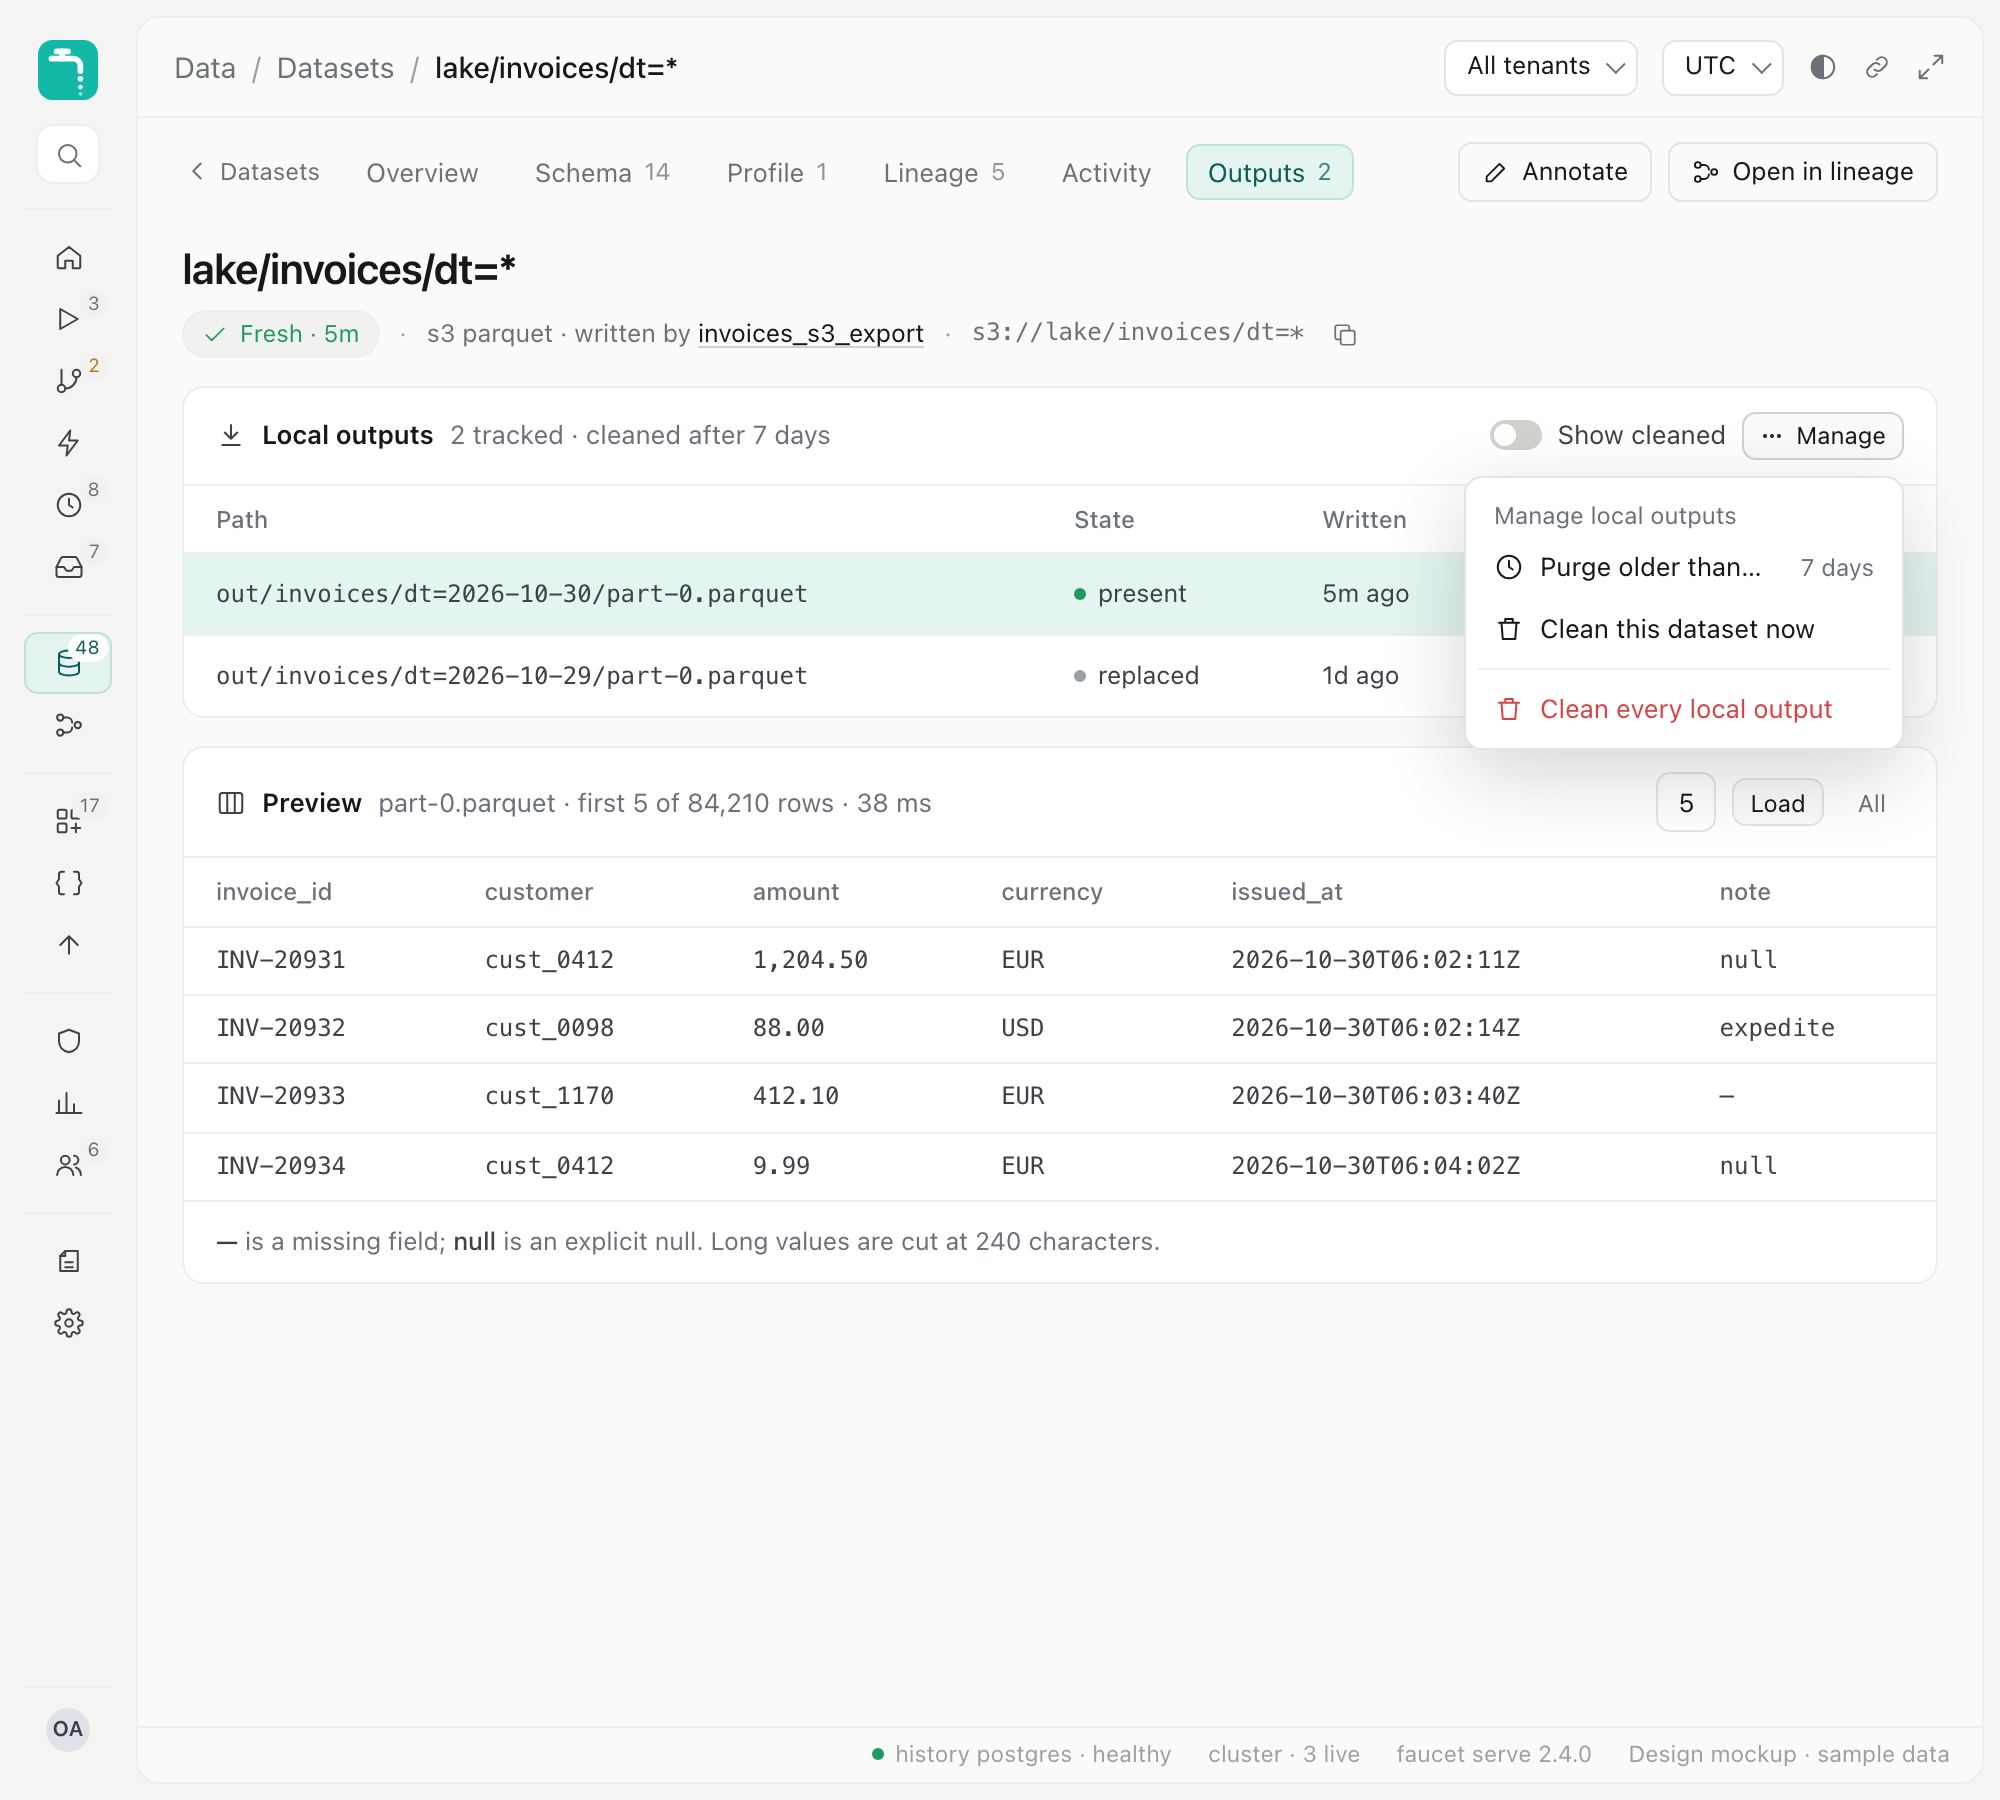 Data / Datasets / lake/invoices/dt=*
All tenants
UTC
Datasets
Overview
Schema 14
Profile 1
Lineage 5
Activity
Outputs 2
Annotate
Open in lineage
lake/invoices/dt=*
Fresh · 5m · s3 parquet · written by invoices_s3_export · s3://lake/invoices/dt=*
3
2
8
7
48
17
6
OA
Local outputs 2 tracked · cleaned after 7 days
Show cleaned
··· Manage
Path State Written
out/invoices/dt=2026-10-30/part-0.parquet present 5m ago
out/invoices/dt=2026-10-29/part-0.parquet replaced 1d ago
Manage local outputs
Purge older than... 7 days
Clean this dataset now
Clean every local output
Preview part-0.parquet · first 5 of 84,210 rows · 38 ms
5 Load All
invoice_id customer amount currency issued_at note
INV-20931 cust_0412 1,204.50 EUR 2026-10-30T06:02:11Z null
INV-20932 cust_0098 88.00 USD 2026-10-30T06:02:14Z expedite
INV-20933 cust_1170 412.10 EUR 2026-10-30T06:03:40Z —
INV-20934 cust_0412 9.99 EUR 2026-10-30T06:04:02Z null
— is a missing field; null is an explicit null. Long values are cut at 240 characters.
history postgres · healthy cluster · 3 live faucet serve 2.4.0 Design mockup · sample data